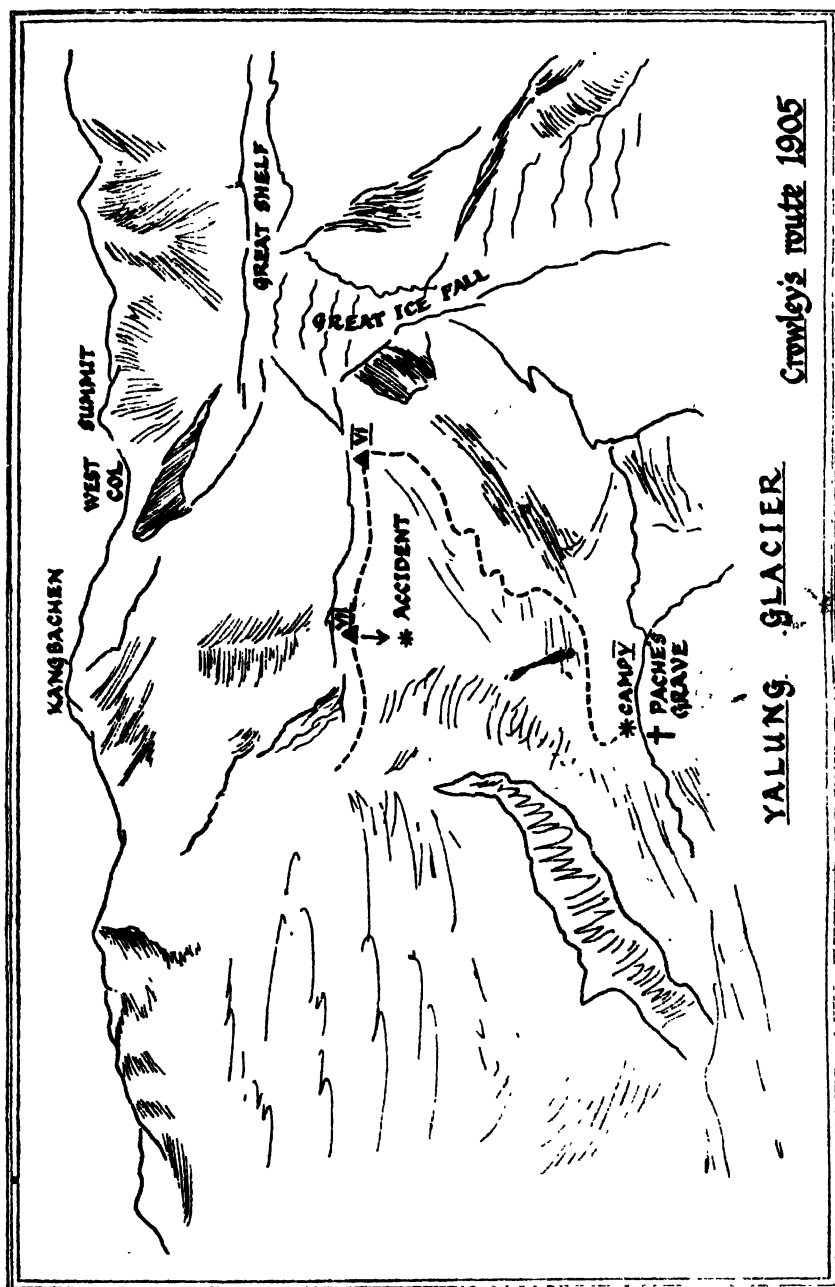 KANGBACHEN
WEST
COL
SUMMIT
GREAT SHELF
GREAT ICE FALL
VII
VI
ACCIDENT
CAMP V
PACHES
GRAVE
YALUNG GLACIER
Crowley's route 1905